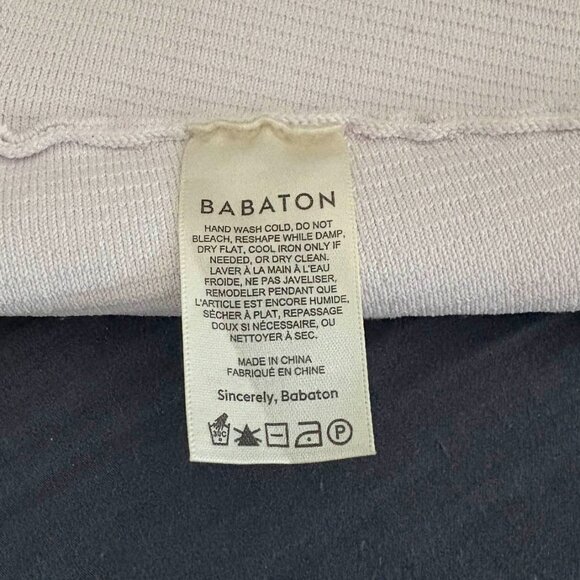 BABATON
HAND WASH COLD, DO NOT
BLEACH, RESHAPE WHILE DAMP,
DRY FLAT, COOL IRON ONLY IF
NEEDED, OR DRY CLEAN.
LAVER À LA MAIN À L'EAU
FROIDE, NE PAS JAVELISER.
REMODELER PENDANT QUE
L'ARTICLE EST ENCORE HUMIDE,
SÉCHER À PLAT, REPASSAGE
DOUX SI NÉCESSAIRE, OU
NETTOYER À SEC.
MADE IN CHINA
FABRIQUÉ EN CHINE
Sincerely, Babaton
P